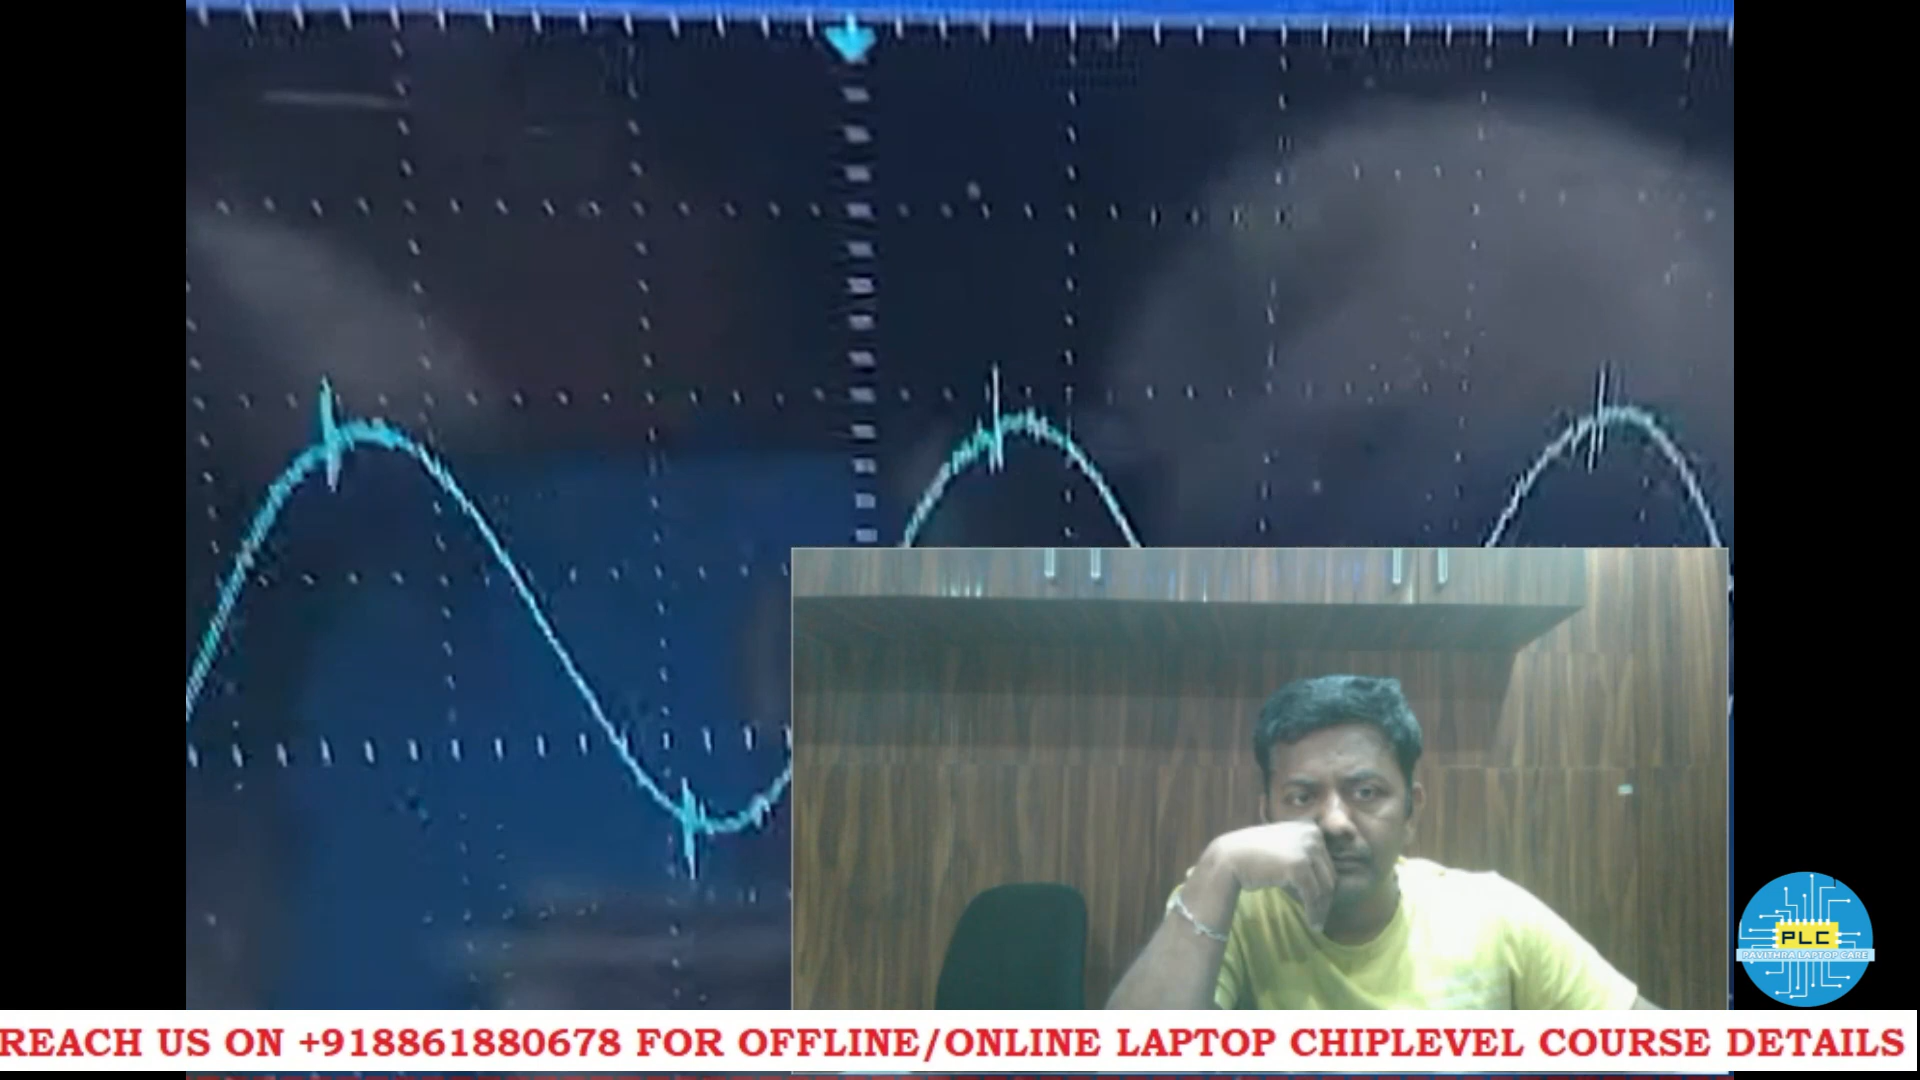 PLC
PAVITHRA LAPTOP CARE
REACH US ON +918861880678 FOR OFFLINE/ONLINE LAPTOP CHIPLEVEL COURSE DETAILS